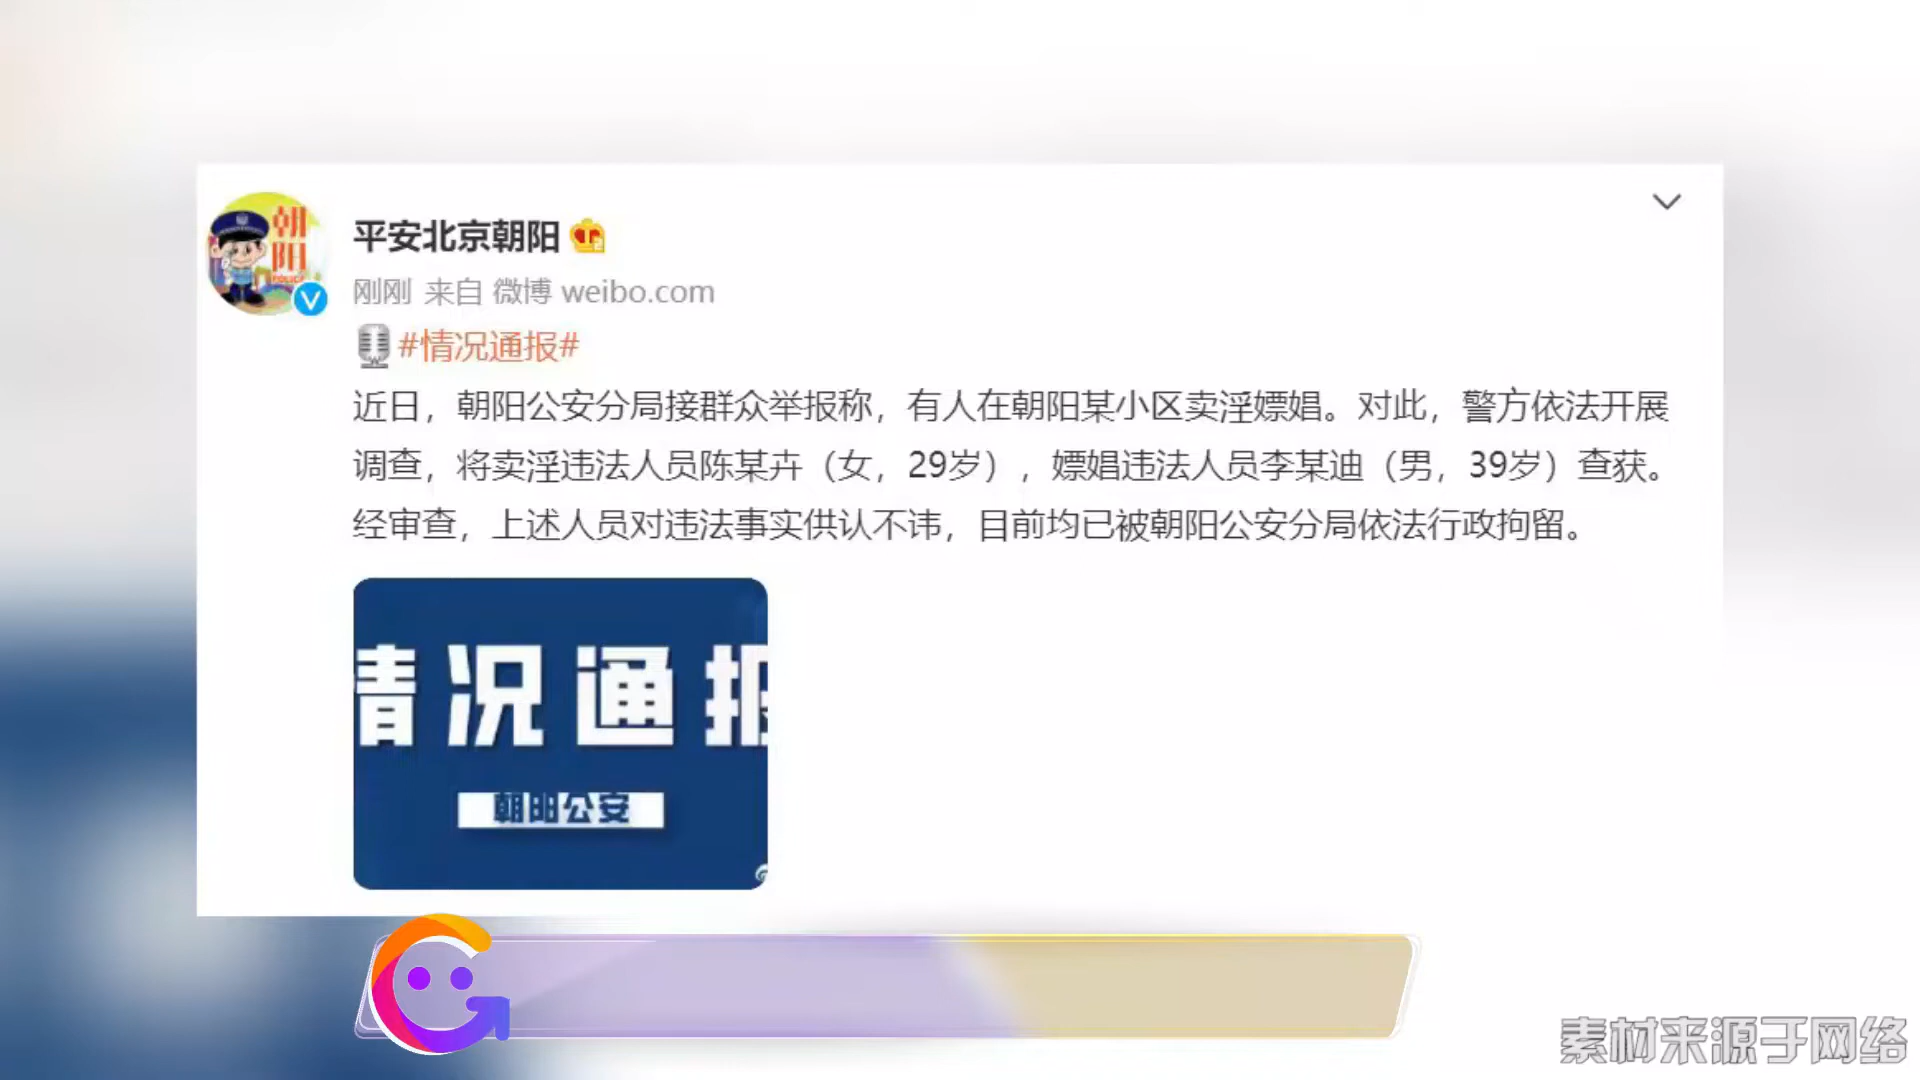 朝
阳
平安北京朝阳
刚刚 来自 微博 weibo.com
#情况通报#
近日，朝阳公安分局接群众举报称，有人在朝阳某小区卖淫嫖娼。对此，警方依法开展
调查，将卖淫违法人员陈某卉（女，29岁），嫖娼违法人员李某迪（男，39岁）查获。
经审查，上述人员对违法事实供认不讳，目前均已被朝阳公安分局依法行政拘留。
情况通报
朝阳公安
素材来源于网络